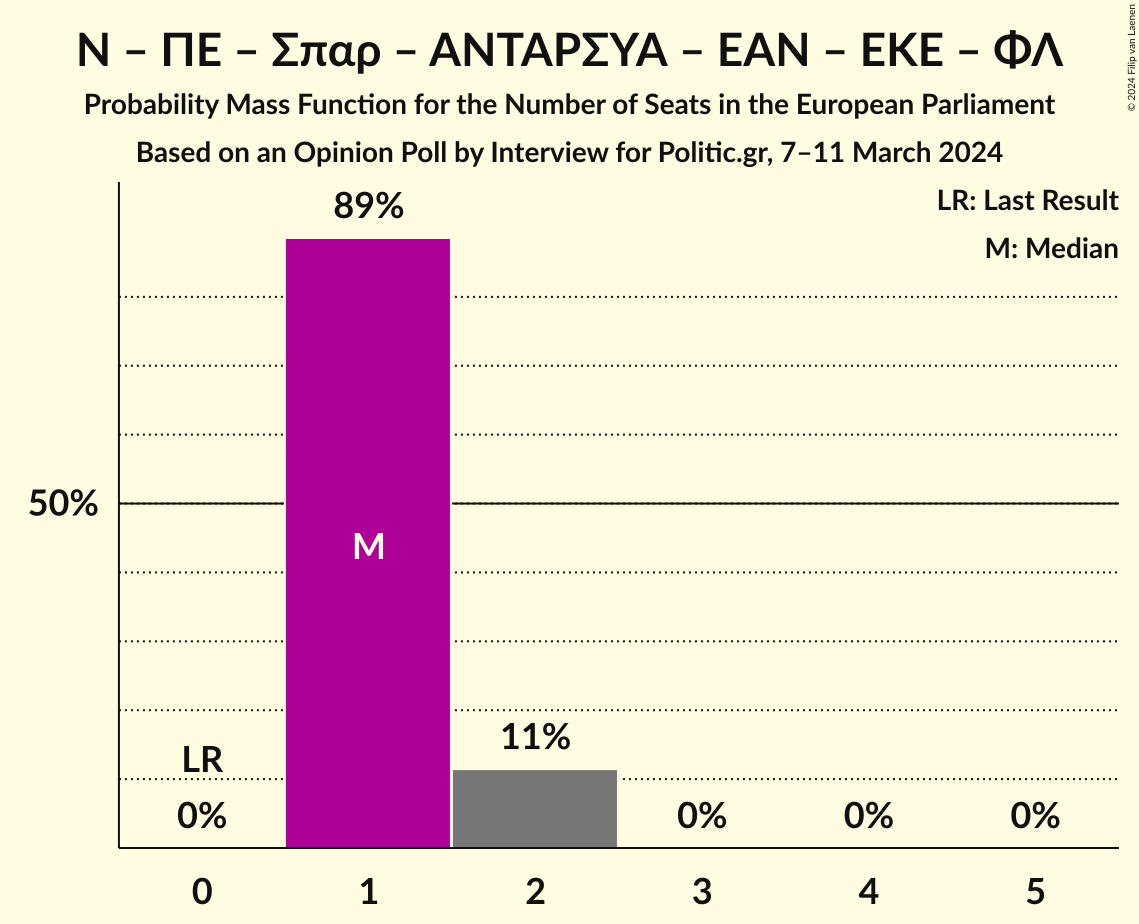 Ν – ΠΕ – Σπαρ – ΑΝΤΑΡΣΥΑ – ΕΑΝ – ΕΚΕ – ΦΛ
Probability Mass Function for the Number of Seats in the European Parliament
Based on an Opinion Poll by Interview for Politic.gr, 7–11 March 2024
© 2024 Filip van Laenen
LR: Last Result
M: Median
89%
50%
M
11%
LR
0%
0%
0%
0%
0 1 2 3 4 5